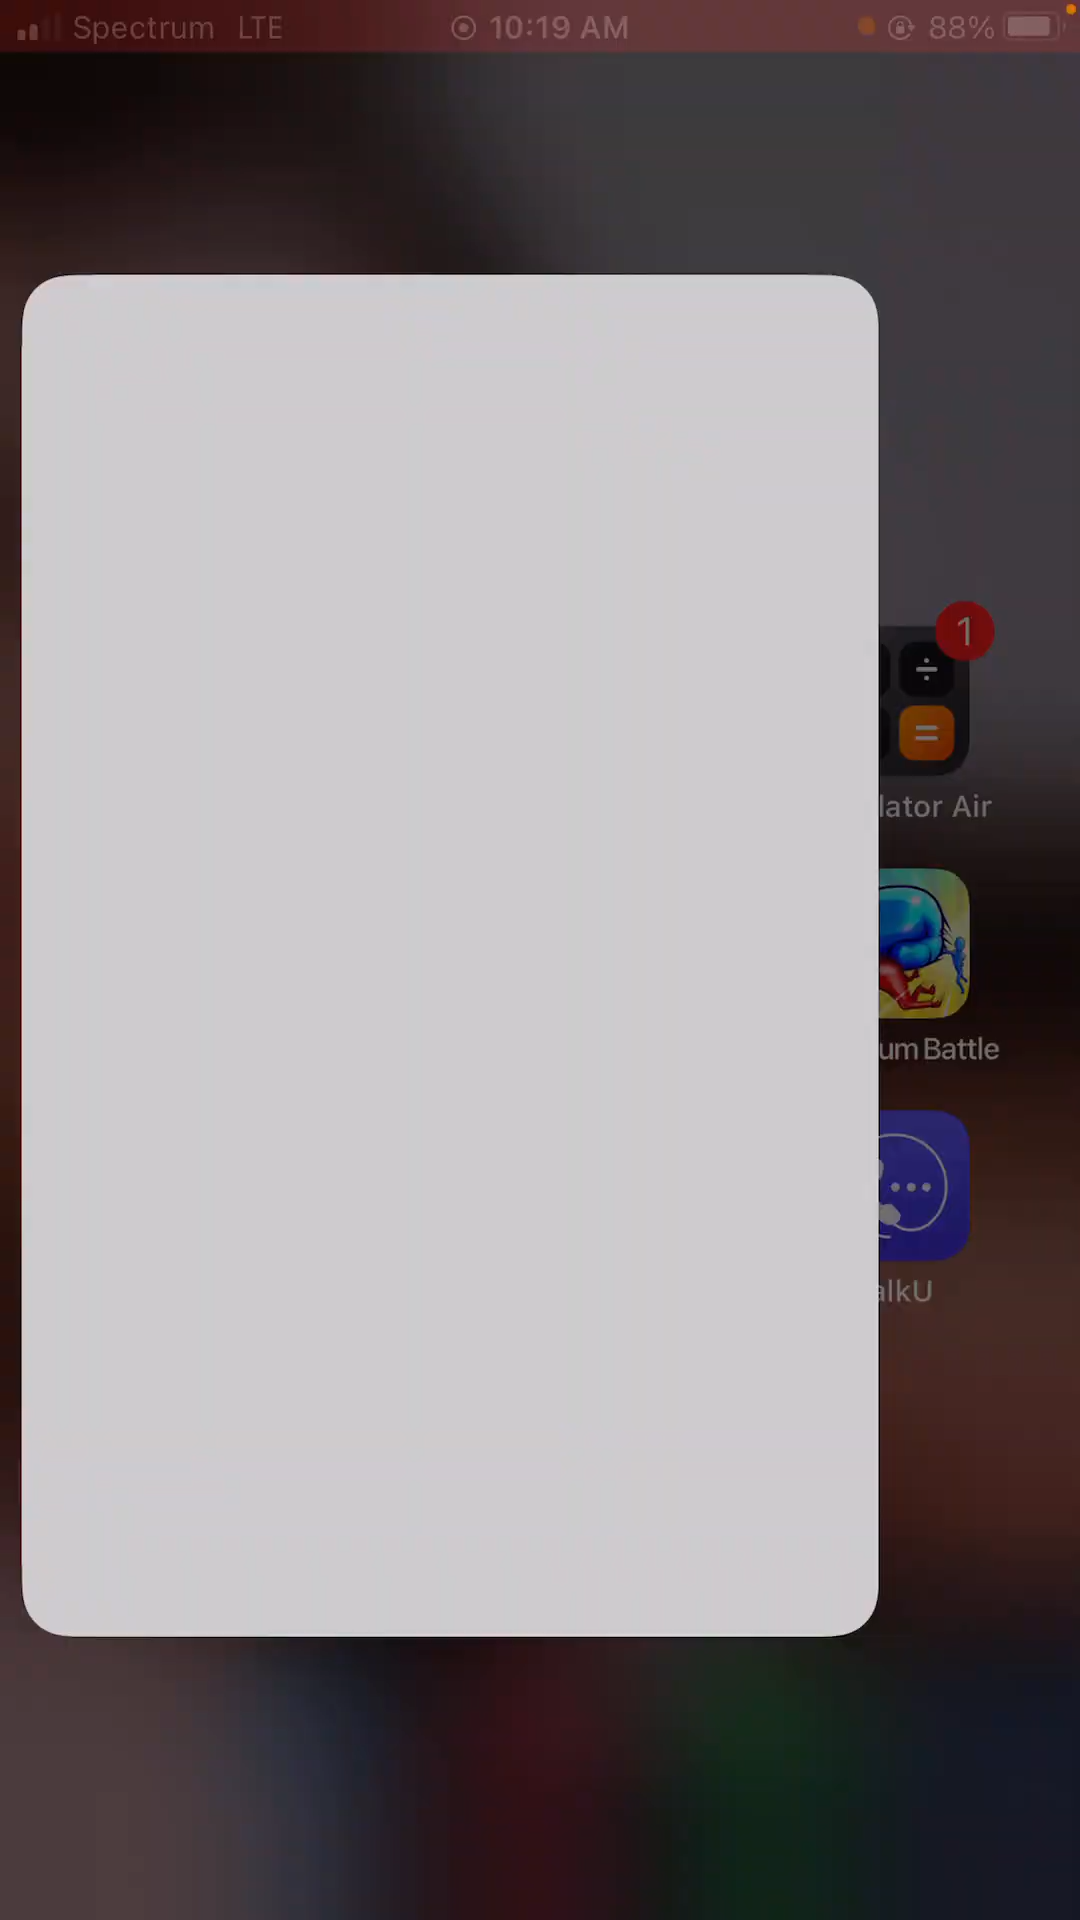 Spectrum LTE 10:19 AM 88%
1
÷
=
lator Air
um Battle
alkU